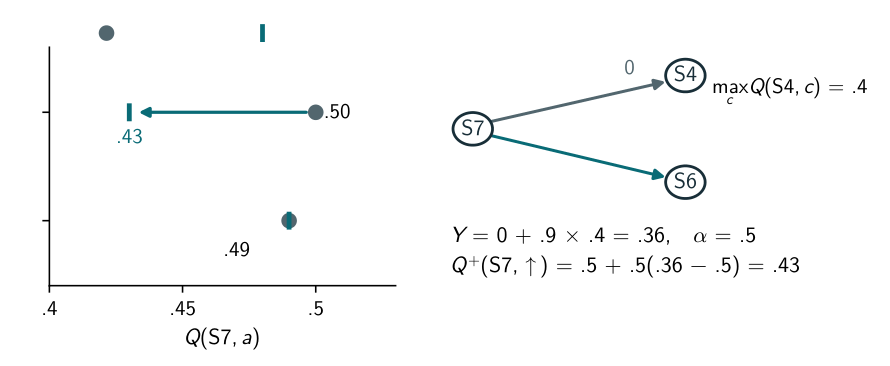 .50
.43
.49
.4 .45 .5
Q(S7, a)
0
S4
max Q(S4, c) = .4
c
S7
S6
Y = 0 + .9 × .4 = .36, α = .5
Q⁺(S7, ↑) = .5 + .5(.36 − .5) = .43